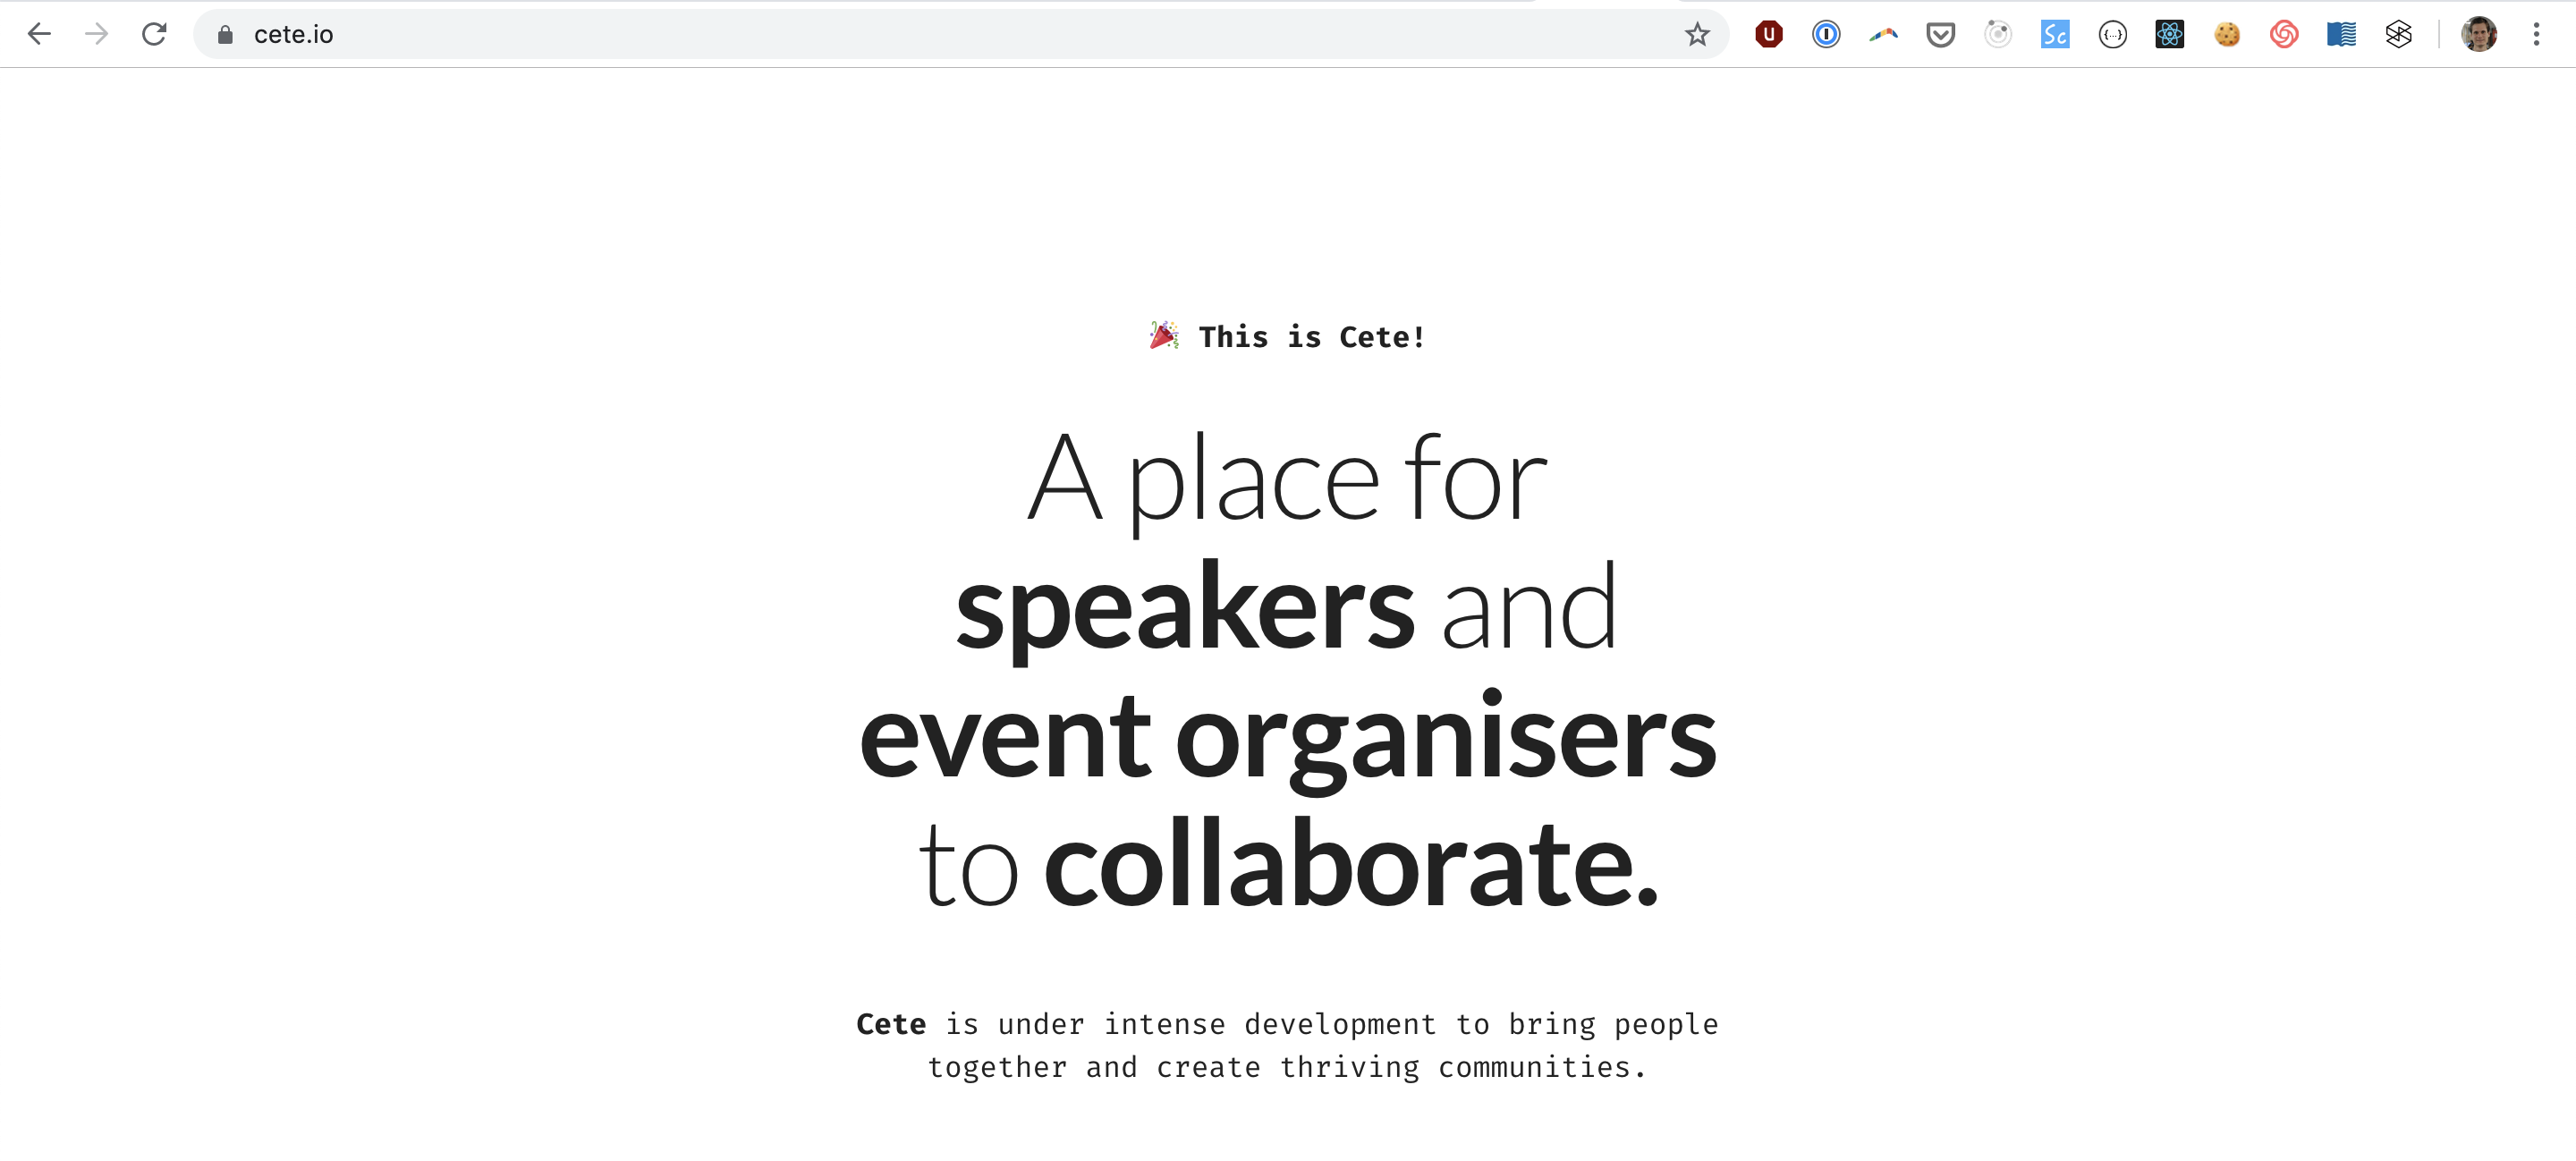 cete.io
🎉 This is Cete!
A place for
speakers and
event organisers
to collaborate.
Cete is under intense development to bring people
together and create thriving communities.